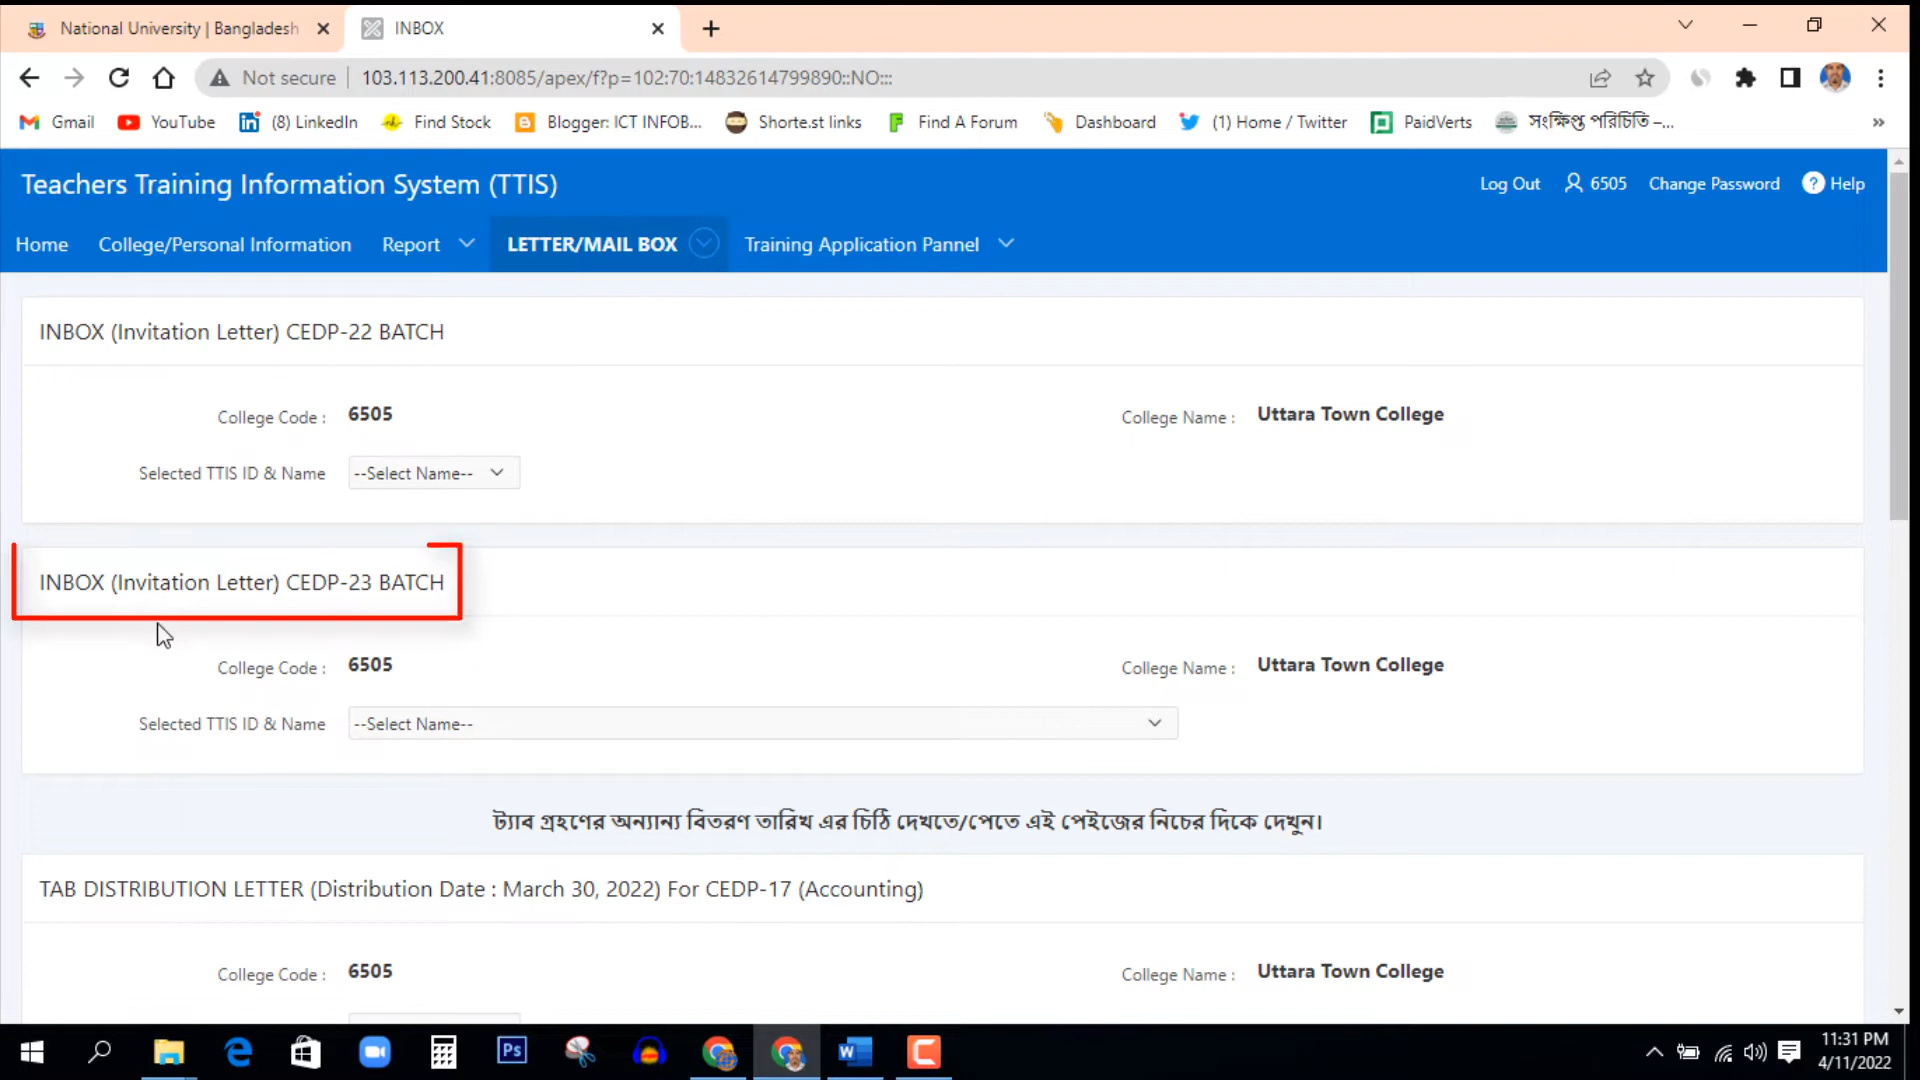 National University | Bangladesh
INBOX
Not secure
103.113.200.41:8085/apex/f?p=102:70:14832614799890::NO:::
Gmail
YouTube
(8) LinkedIn
Find Stock
Blogger: ICT INFOB...
Shorte.st links
Find A Forum
Dashboard
(1) Home / Twitter
PaidVerts
সংক্ষিপ্ত পরিচিতি –...
»
Teachers Training Information System (TTIS)
Log Out
6505
Change Password
? Help
Home
College/Personal Information
Report
LETTER/MAIL BOX
Training Application Pannel
INBOX (Invitation Letter) CEDP-22 BATCH
College Code : 6505
College Name : Uttara Town College
Selected TTIS ID & Name --Select Name--
INBOX (Invitation Letter) CEDP-23 BATCH
College Code : 6505
College Name : Uttara Town College
Selected TTIS ID & Name --Select Name--
ট্যাব গ্রহণের অন্যান্য বিতরণ তারিখ এর চিঠি দেখতে/পেতে এই পেইজের নিচের দিকে দেখুন।
TAB DISTRIBUTION LETTER (Distribution Date : March 30, 2022) For CEDP-17 (Accounting)
College Code : 6505
College Name : Uttara Town College
Ps
W
11:31 PM
4/11/2022